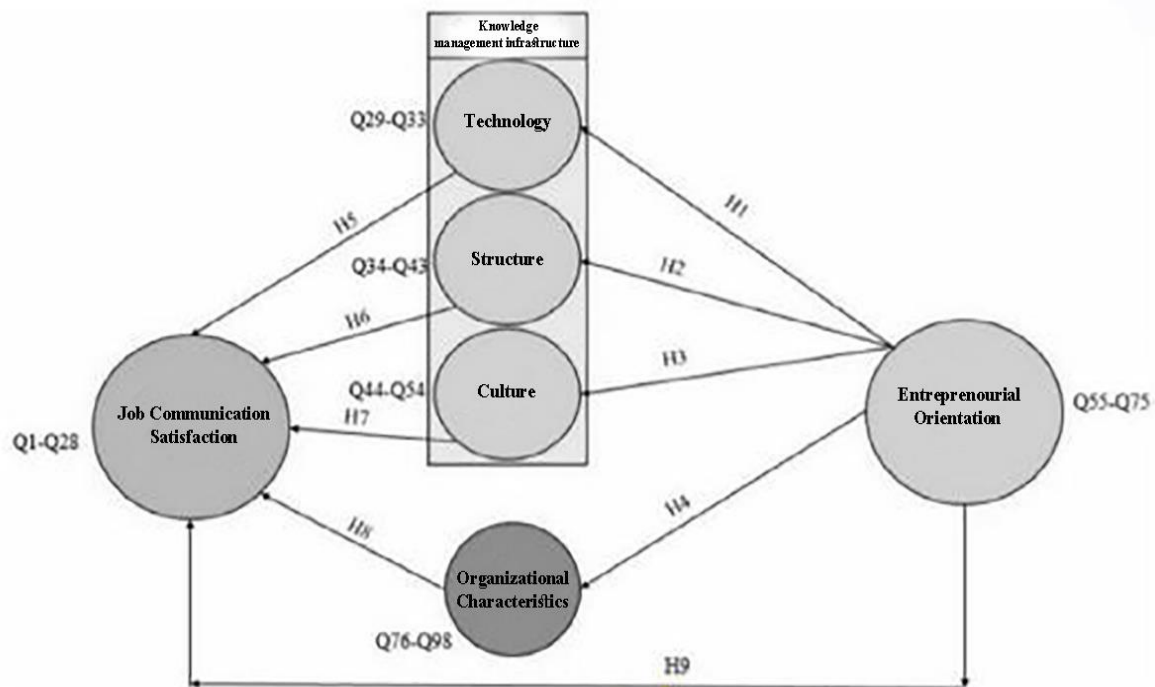 Knowledge
management infrastructure
Technology
Q29-Q33
H1
H5
Structure
Q34-Q43
H2
H6
H3
Culture
Q44-Q54
H7
Job Communication
Satisfaction
Q1-Q28
Entreprenourial
Orientation
Q55-Q75
H4
H8
Organizational
Characteristics
Q76-Q98
H9